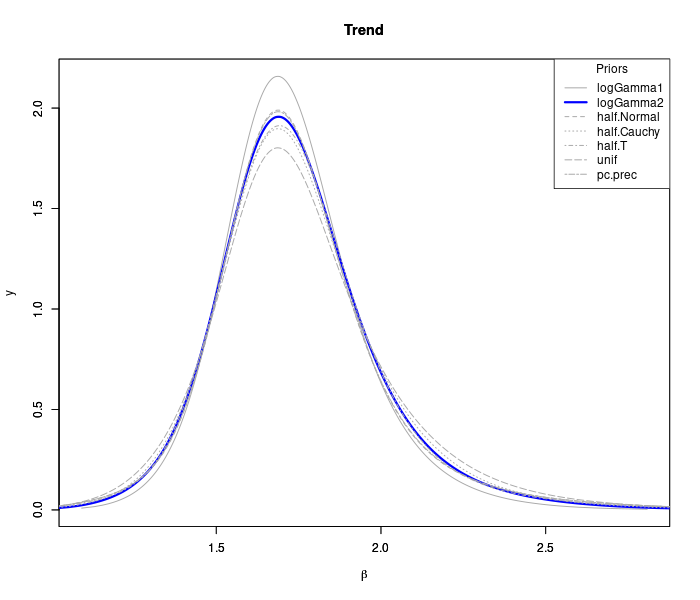 Trend
Priors
logGamma1
logGamma2
half.Normal
half.Cauchy
half.T
unif
pc.prec
y
2.0
1.5
1.0
0.5
0.0
1.5
2.0
2.5
β